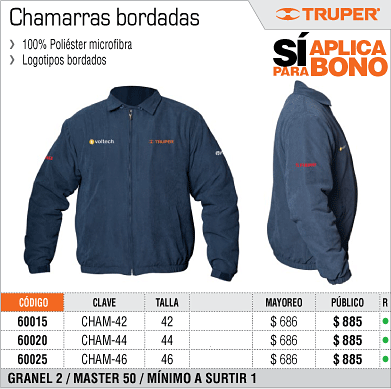 Chamarras bordadas
TRUPER
100% Poliéster microfibra
Logotipos bordados
SÍ APLICA
PARA BONO
voltech.
TRUPER
CÓDIGO CLAVE TALLA MAYOREO PÚBLICO R
60015 CHAM-42 42 $ 686 $ 885
60020 CHAM-44 44 $ 686 $ 885
60025 CHAM-46 46 $ 686 $ 885
GRANEL 2 / MASTER 50 / MÍNIMO A SURTIR 1